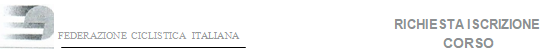 FEDERAZIONE CICLISTICA ITALIANA
RICHIESTA ISCRIZIONE
CORSO